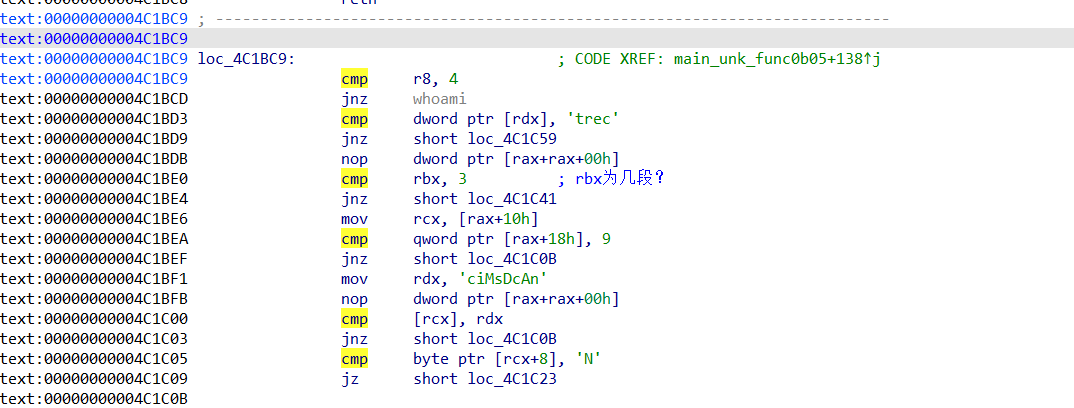 text:00000000004C1BC8 retn
text:00000000004C1BC9 ; ---------------------------------------------------------------------------
text:00000000004C1BC9
text:00000000004C1BC9 loc_4C1BC9: ; CODE XREF: main_unk_func0b05+138↑j
text:00000000004C1BC9 cmp r8, 4
text:00000000004C1BCD jnz whoami
text:00000000004C1BD3 cmp dword ptr [rdx], 'trec'
text:00000000004C1BD9 jnz short loc_4C1C59
text:00000000004C1BDB nop dword ptr [rax+rax+00h]
text:00000000004C1BE0 cmp rbx, 3 ; rbx为几段?
text:00000000004C1BE4 jnz short loc_4C1C41
text:00000000004C1BE6 mov rcx, [rax+10h]
text:00000000004C1BEA cmp qword ptr [rax+18h], 9
text:00000000004C1BEF jnz short loc_4C1C0B
text:00000000004C1BF1 mov rdx, 'ciMsDcAn'
text:00000000004C1BFB nop dword ptr [rax+rax+00h]
text:00000000004C1C00 cmp [rcx], rdx
text:00000000004C1C03 jnz short loc_4C1C0B
text:00000000004C1C05 cmp byte ptr [rcx+8], 'N'
text:00000000004C1C09 jz short loc_4C1C23
text:00000000004C1C0B